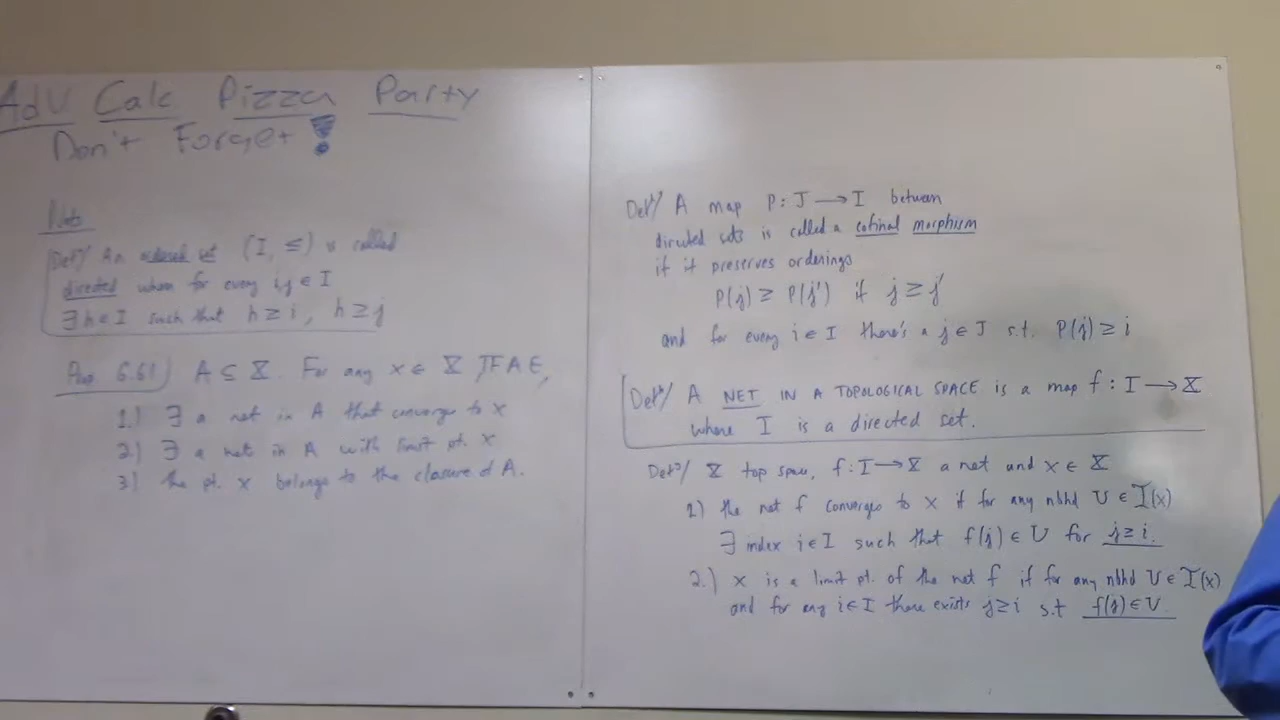 Adv Calc Pizza Party
Don't Forget !
Nets
Defⁿ/ An ordered set (I, ≤) is called
directed when for every i,j ∈ I
∃ h ∈ I such that h ≥ i, h ≥ j
Prop 6.61) A ⊆ X. For any x ∈ X TFAE,
1.) ∃ a net in A that converges to x
2.) ∃ a net in A with limit pt. x
3.) the pt. x belongs to the closure of A.
Defⁿ/ A map P: J → I between
directed sets is called a cofinal morphism
if it preserves orderings
P(j) ≥ P(j') if j ≥ j'
and for every i ∈ I there's a j ∈ J s.t. P(j) ≥ i
Defⁿ/ A NET IN A TOPOLOGICAL SPACE is a map f: I → X
where I is a directed set.
Defⁿ/ X top space, f: I → X a net and x ∈ X
1) the net f converges to x if for any nbhd U ∈ I(x)
∃ index i ∈ I such that f(j) ∈ U for j ≥ i.
2.) x is a limit pt. of the net f if for any nbhd U ∈ I(x)
and for any i ∈ I there exists j ≥ i s.t f(j) ∈ U.